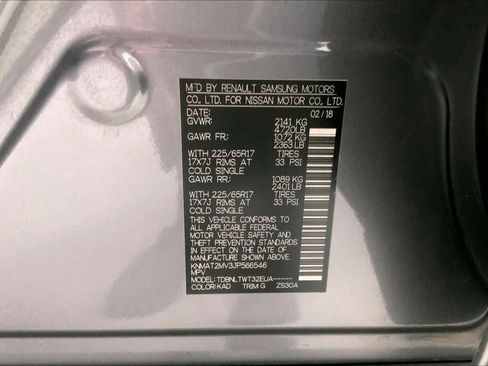 MFD BY RENAULT SAMSUNG MOTORS
CO., LTD. FOR NISSAN MOTOR CO., LTD.
DATE: 02/18
GVWR: 2141 KG
4720LB
GAWR FR: 1072 KG
2363 LB
WITH 225/65R17 TIRES
17X7J RIMS AT 33 PSI
COLD SINGLE
GAWR RR: 1089 KG
2401 LB
WITH 225/65R17 TIRES
17X7J RIMS AT 33 PSI
COLD SINGLE
THIS VEHICLE CONFORMS TO
ALL APPLICABLE FEDERAL
MOTOR VEHICLE SAFETY AND
THEFT PREVENTION STANDARDS
IN EFFECT ON THE DATE OF
MANUFACTURE SHOWN ABOVE.
KNMAT2MV3JP566546
MPV
MODEL:TDBNLTWT32EUA-----
COLOR:KAD TRIM:G ZS30A